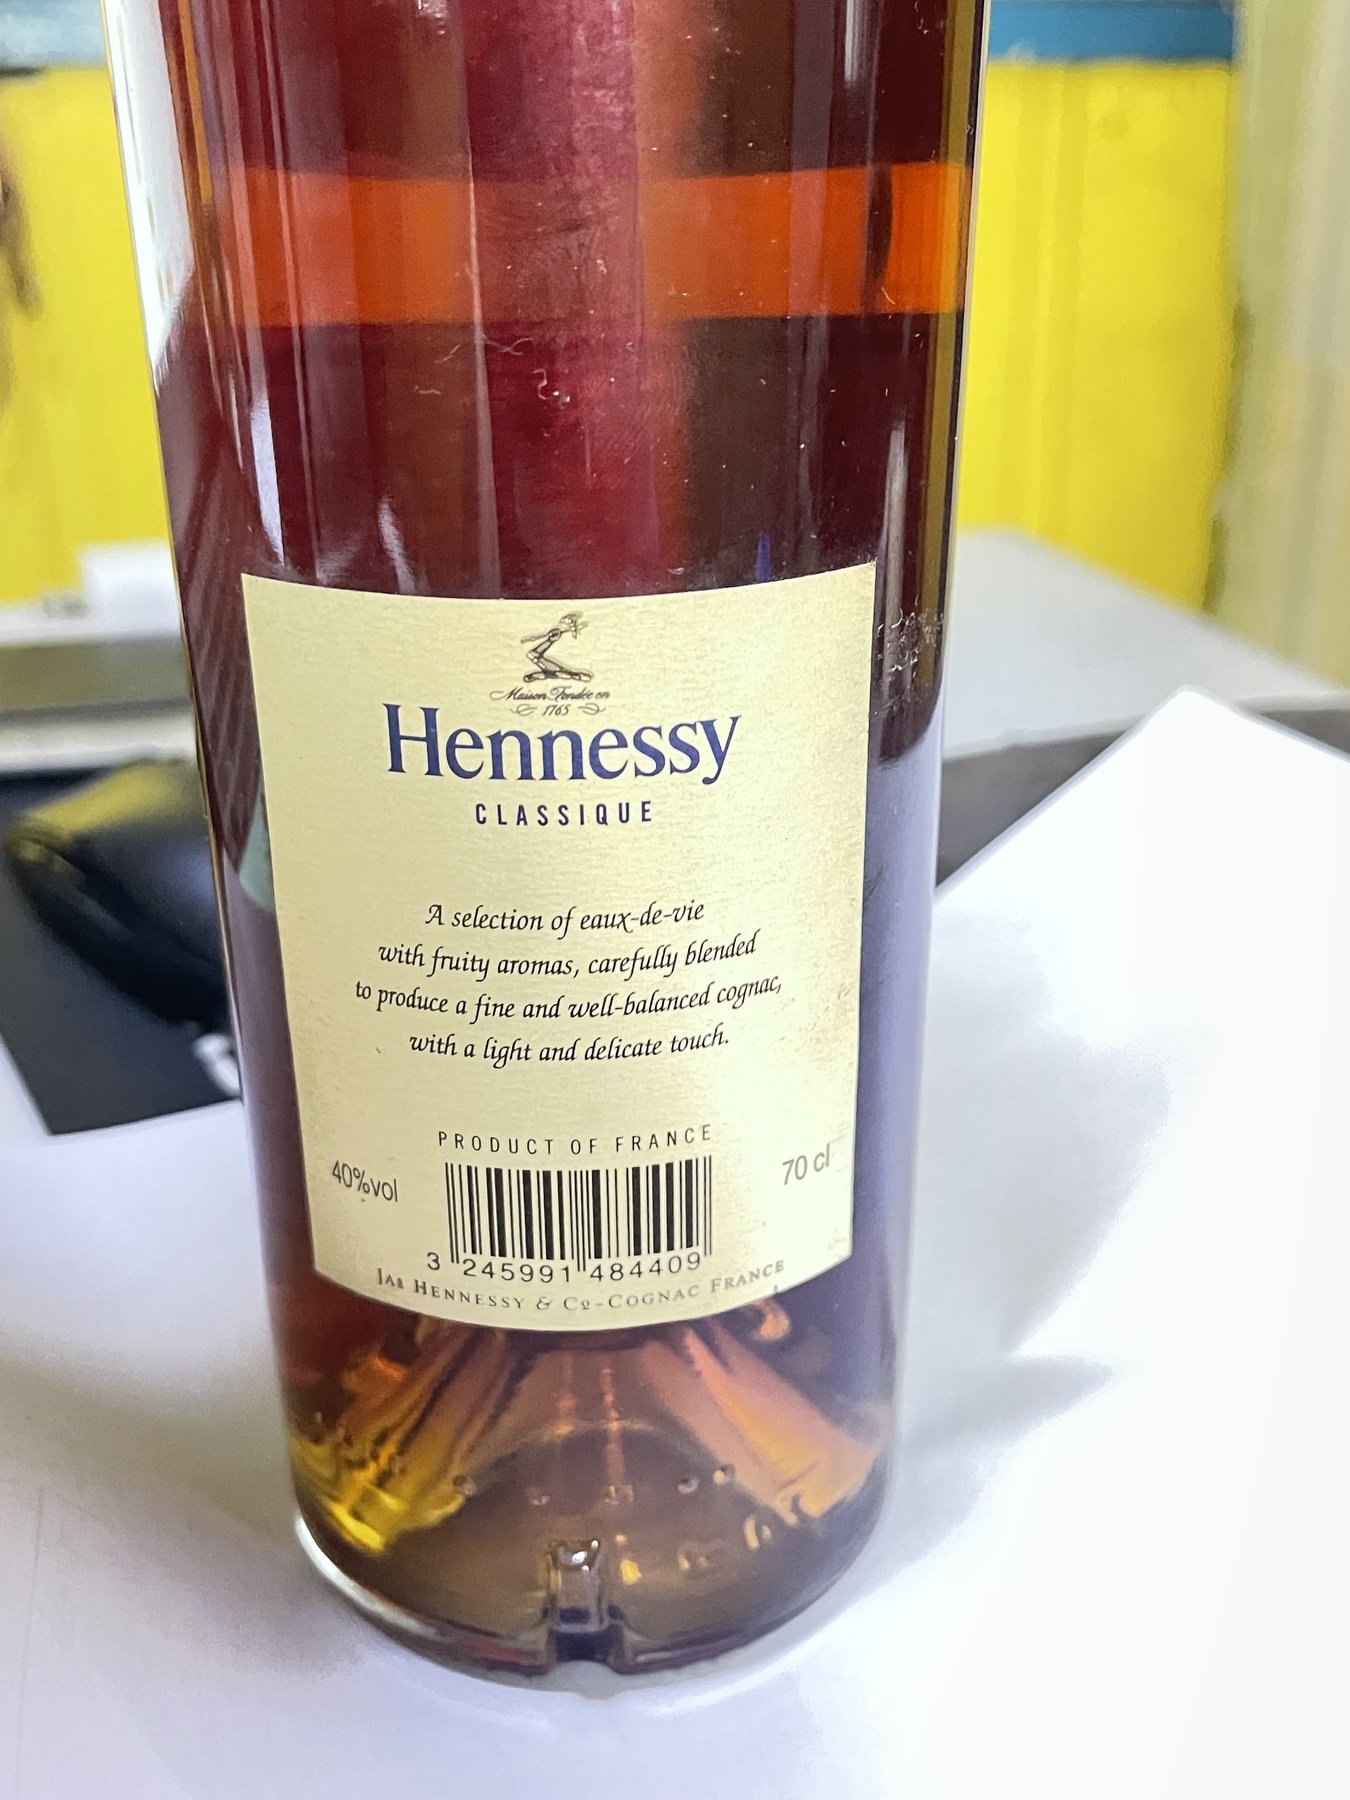 Maison Fondée en
1765
Hennessy
CLASSIQUE
A selection of eaux-de-vie
with fruity aromas, carefully blended
to produce a fine and well-balanced cognac,
with a light and delicate touch.
PRODUCT OF FRANCE
40%vol
70 cl
3 245991 484409
JAS HENNESSY & Cº-COGNAC FRANCE